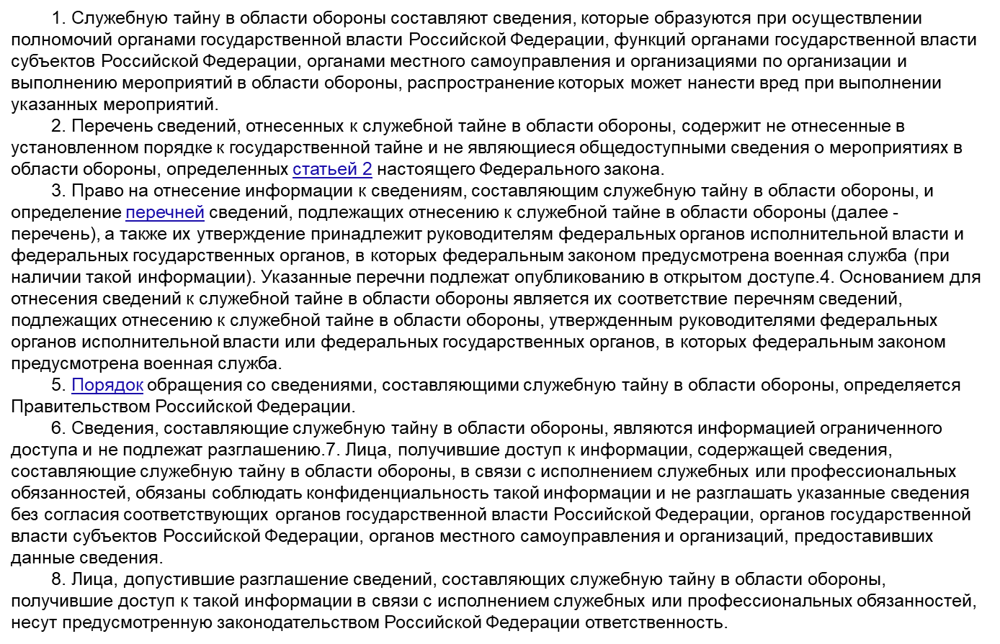 1. Служебную тайну в области обороны составляют сведения, которые образуются при осуществлении
полномочий органами государственной власти Российской Федерации, функций органами государственной власти
субъектов Российской Федерации, органами местного самоуправления и организациями по организации и
выполнению мероприятий в области обороны, распространение которых может нанести вред при выполнении
указанных мероприятий.
2. Перечень сведений, отнесенных к служебной тайне в области обороны, содержит не отнесенные в
установленном порядке к государственной тайне и не являющиеся общедоступными сведения о мероприятиях в
области обороны, определенных статьей 2 настоящего Федерального закона.
3. Право на отнесение информации к сведениям, составляющим служебную тайну в области обороны, и
определение перечней сведений, подлежащих отнесению к служебной тайне в области обороны (далее -
перечень), а также их утверждение принадлежит руководителям федеральных органов исполнительной власти и
федеральных государственных органов, в которых федеральным законом предусмотрена военная служба (при
наличии такой информации). Указанные перечни подлежат опубликованию в открытом доступе.4. Основанием для
отнесения сведений к служебной тайне в области обороны является их соответствие перечням сведений,
подлежащих отнесению к служебной тайне в области обороны, утвержденным руководителями федеральных
органов исполнительной власти или федеральных государственных органов, в которых федеральным законом
предусмотрена военная служба.
5. Порядок обращения со сведениями, составляющими служебную тайну в области обороны, определяется
Правительством Российской Федерации.
6. Сведения, составляющие служебную тайну в области обороны, являются информацией ограниченного
доступа и не подлежат разглашению.7. Лица, получившие доступ к информации, содержащей сведения,
составляющие служебную тайну в области обороны, в связи с исполнением служебных или профессиональных
обязанностей, обязаны соблюдать конфиденциальность такой информации и не разглашать указанные сведения
без согласия соответствующих органов государственной власти Российской Федерации, органов государственной
власти субъектов Российской Федерации, органов местного самоуправления и организаций, предоставивших
данные сведения.
8. Лица, допустившие разглашение сведений, составляющих служебную тайну в области обороны,
получившие доступ к такой информации в связи с исполнением служебных или профессиональных обязанностей,
несут предусмотренную законодательством Российской Федерации ответственность.